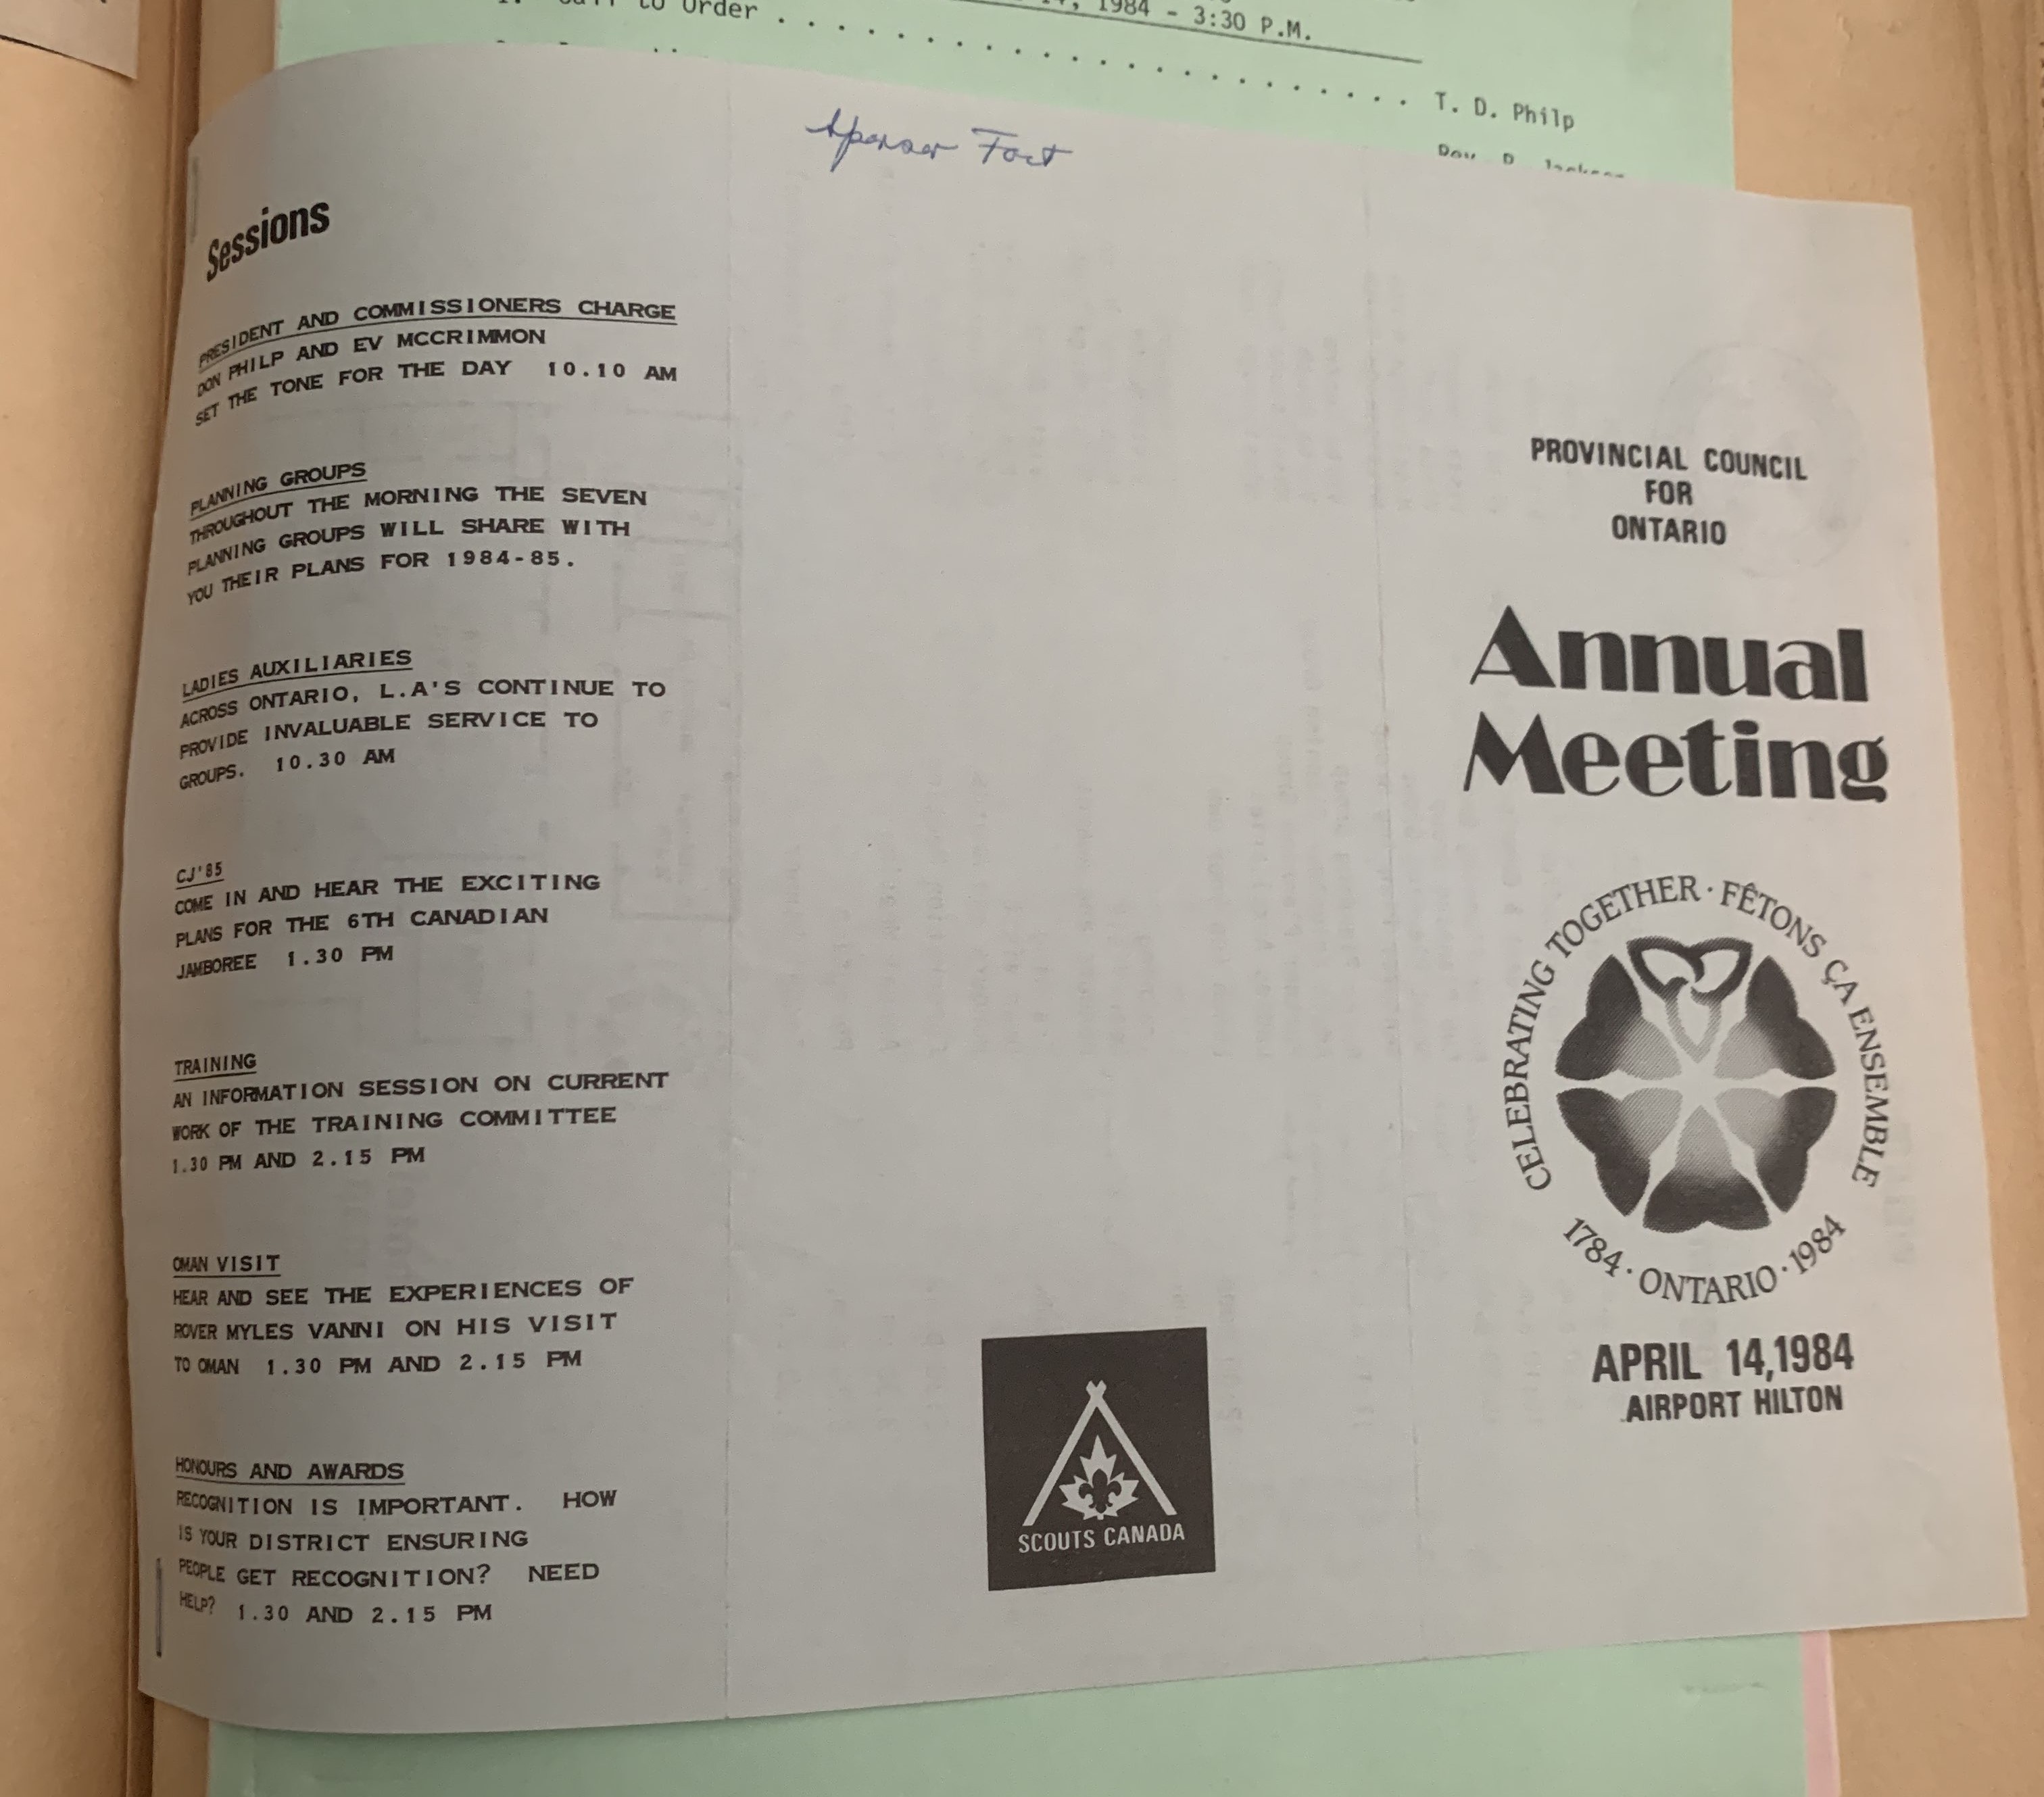 to Order . . . . . . . . . . . . . . . . . . . . . . . . . . . T. D. Philp
1984 - 3:30 P.M.
Fort
Sessions
PRESIDENT AND COMMISSIONERS CHARGE
DON PHILP AND EV MCCRIMMON
SET THE TONE FOR THE DAY 10.10 AM
PLANNING GROUPS
THROUGHOUT THE MORNING THE SEVEN
PLANNING GROUPS WILL SHARE WITH
YOU THEIR PLANS FOR 1984-85.
LADIES AUXILIARIES
ACROSS ONTARIO, L.A'S CONTINUE TO
PROVIDE INVALUABLE SERVICE TO
GROUPS. 10.30 AM
CJ'85
COME IN AND HEAR THE EXCITING
PLANS FOR THE 6TH CANADIAN
JAMBOREE 1.30 PM
TRAINING
AN INFORMATION SESSION ON CURRENT
WORK OF THE TRAINING COMMITTEE
1.30 PM AND 2.15 PM
OMAN VISIT
HEAR AND SEE THE EXPERIENCES OF
ROVER MYLES VANNI ON HIS VISIT
TO OMAN 1.30 PM AND 2.15 PM
HONOURS AND AWARDS
RECOGNITION IS IMPORTANT. HOW
IS YOUR DISTRICT ENSURING
PEOPLE GET RECOGNITION? NEED
HELP? 1.30 AND 2.15 PM
SCOUTS CANADA
PROVINCIAL COUNCIL
FOR
ONTARIO
Annual
Meeting
CELEBRATING TOGETHER · FÊTONS ÇA ENSEMBLE
1784 · ONTARIO · 1984
APRIL 14,1984
AIRPORT HILTON